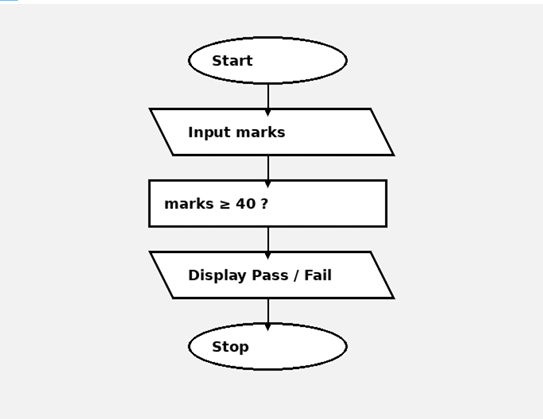 Start
Input marks
marks ≥ 40 ?
Display Pass / Fail
Stop